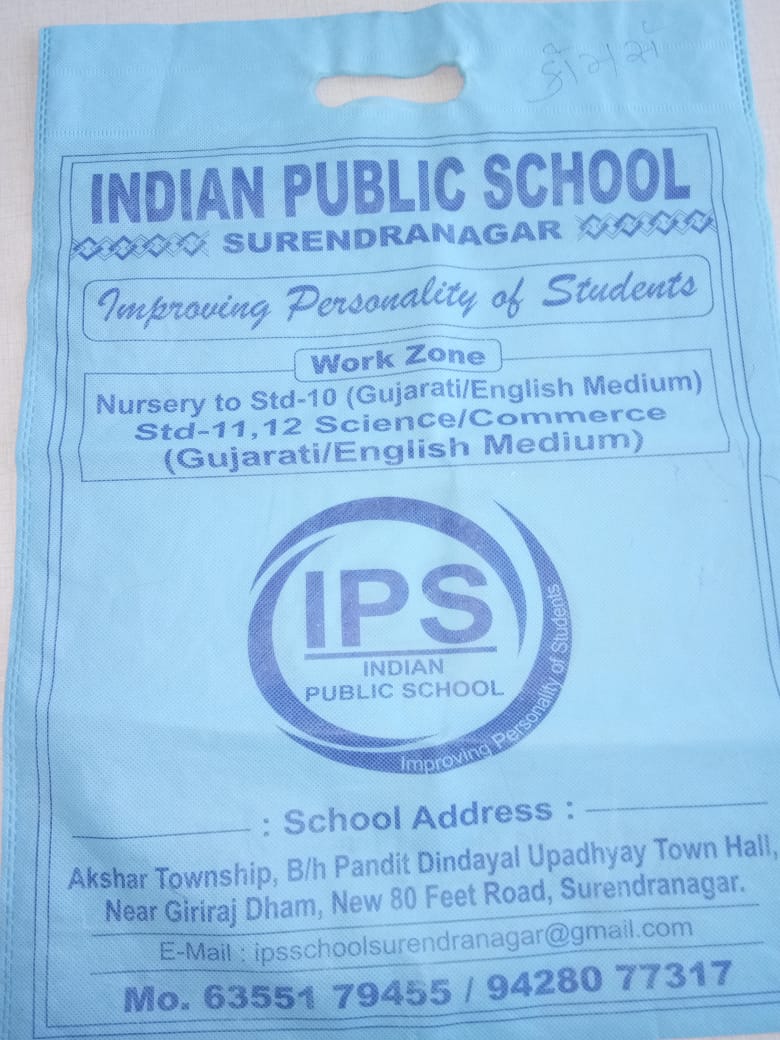 INDIAN PUBLIC SCHOOL
SURENDRANAGAR
Improving Personality of Students
Work Zone
Nursery to Std-10 (Gujarati/English Medium)
Std-11,12 Science/Commerce
(Gujarati/English Medium)
IPS
INDIAN
PUBLIC SCHOOL
Improving Personality of Students
: School Address :
Akshar Township, B/h Pandit Dindayal Upadhyay Town Hall,
Near Giriraj Dham, New 80 Feet Road, Surendranagar.
E-Mail : ipsschoolsurendranagar@gmail.com
Mo. 63551 79455 / 94280 77317